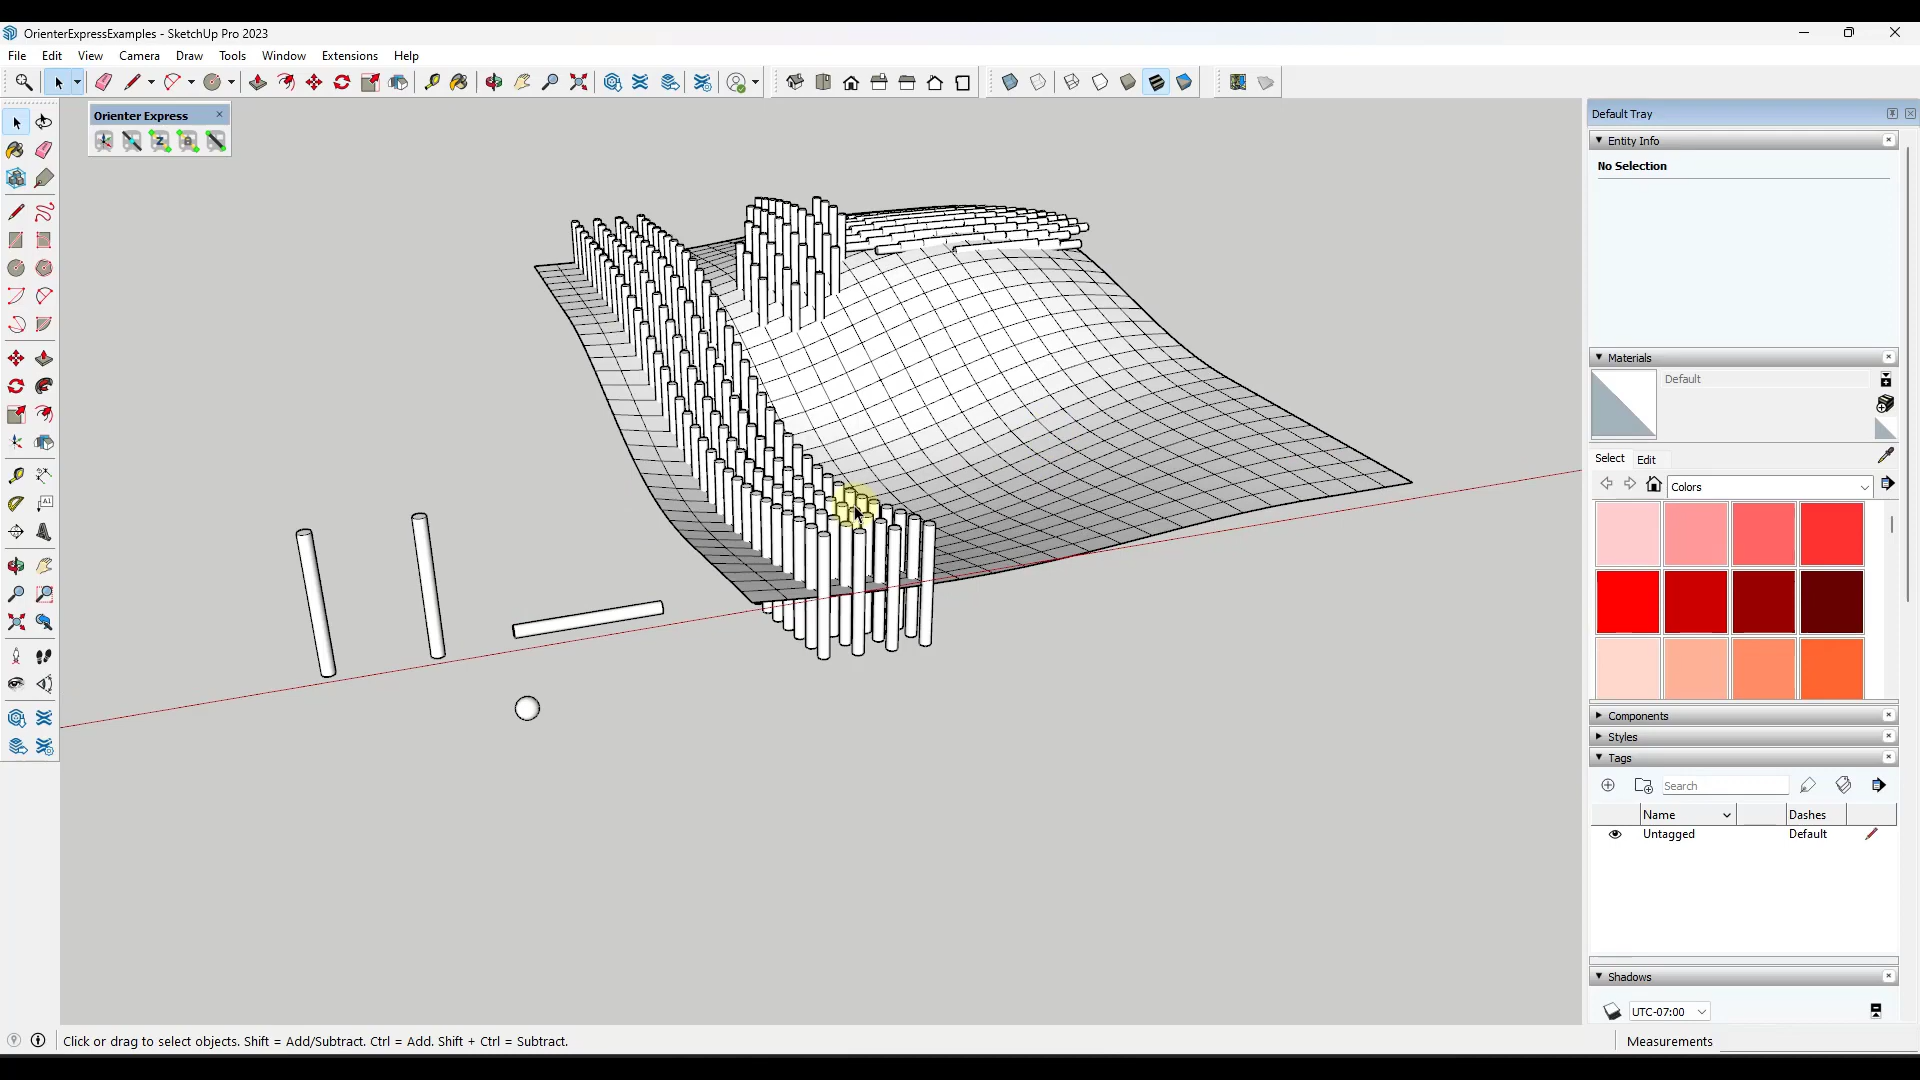 OrienterExpressExamples - SketchUp Pro 2023
File Edit View Camera Draw Tools Window Extensions Help
Orienter Express
Default Tray
Entity Info
No Selection
Materials
Default
Select Edit
Colors
Components
Styles
Tags
Search
Name Dashes
Untagged Default
Shadows
UTC-07:00
Click or drag to select objects. Shift = Add/Subtract. Ctrl = Add. Shift + Ctrl = Subtract.
Measurements